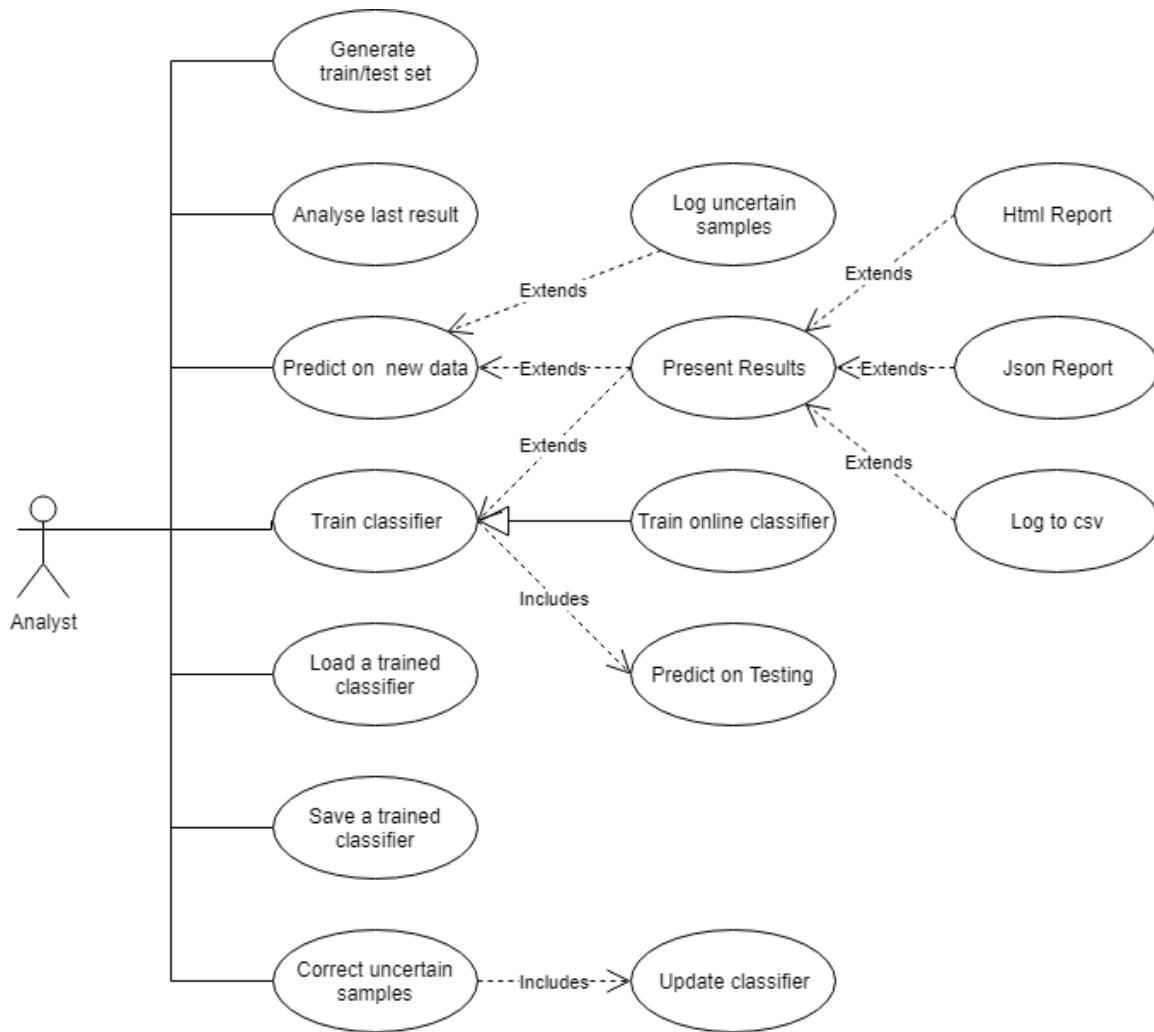 Generate
train/test set
Analyse last result
Log uncertain
samples
Html Report
Extends
Extends
Predict on  new data
Extends
Present Results
Extends
Json Report
Extends
Extends
Train classifier
Train online classifier
Log to csv
Includes
Analyst
Load a trained
classifier
Predict on Testing
Save a trained
classifier
Correct uncertain
samples
Includes
Update classifier